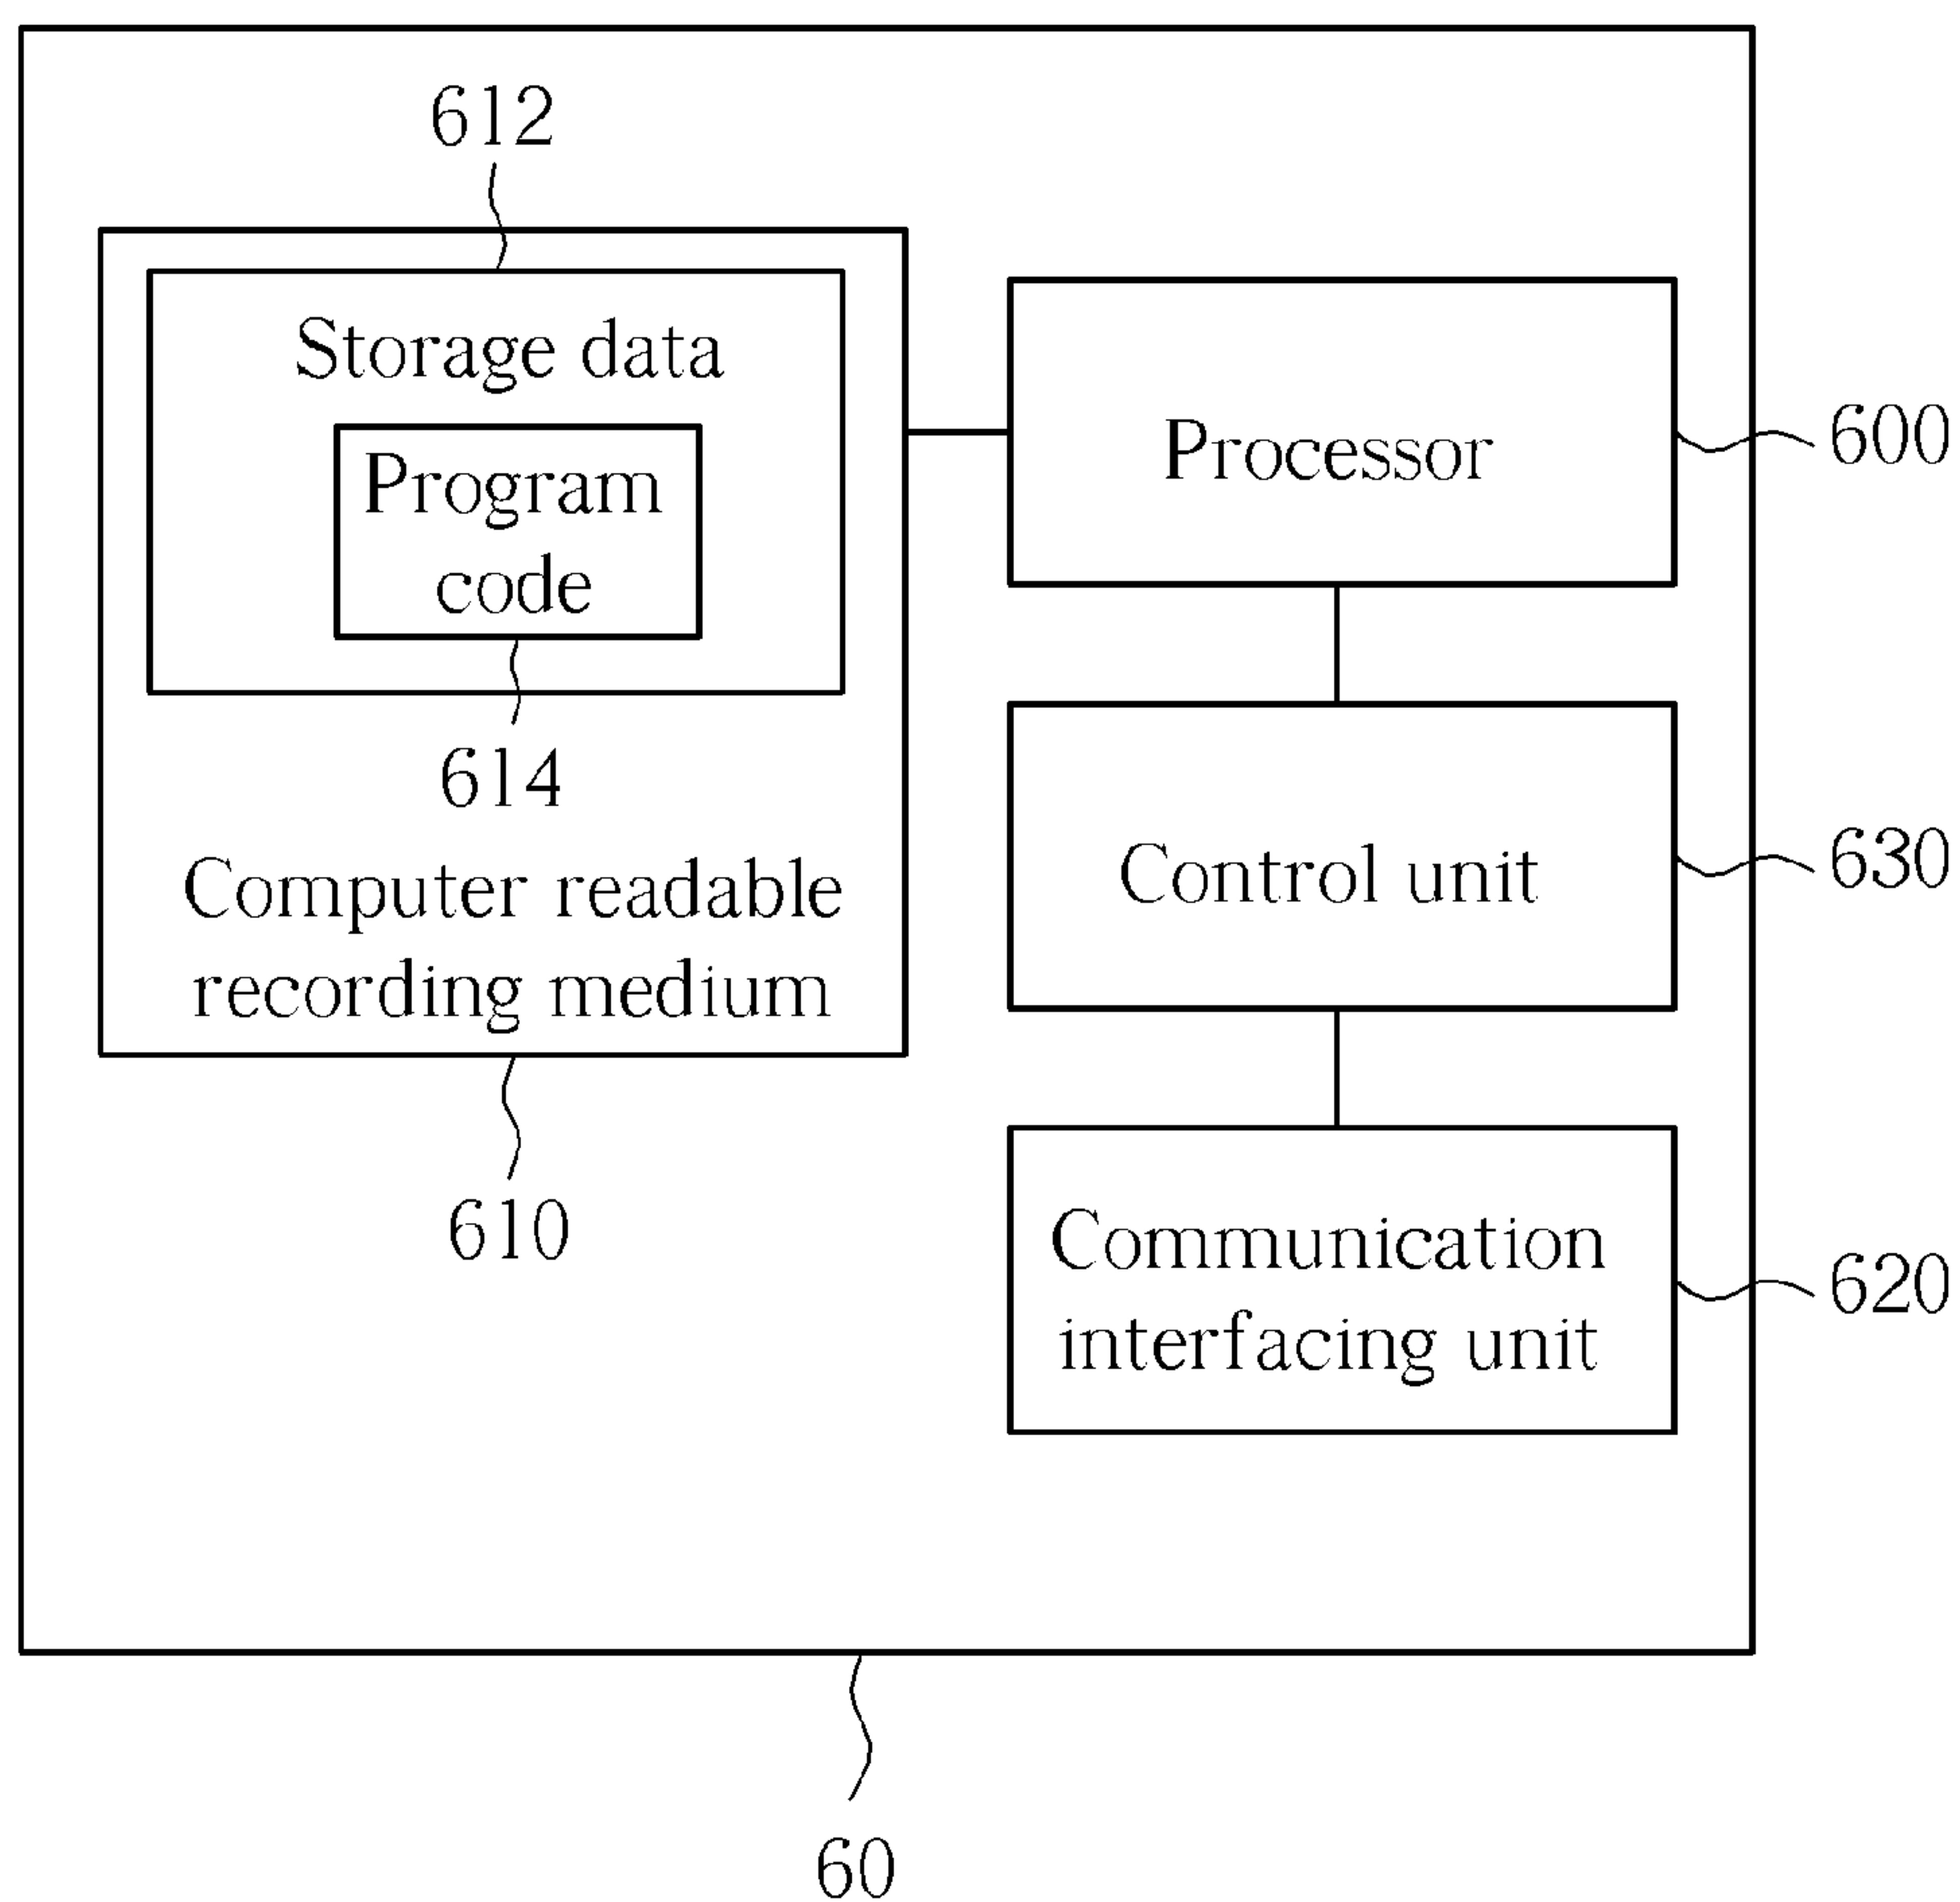 612
Storage data
Program
code
614
Computer readable
recording medium
610
Processor
600
Control unit
630
Communication
interfacing unit
620
60